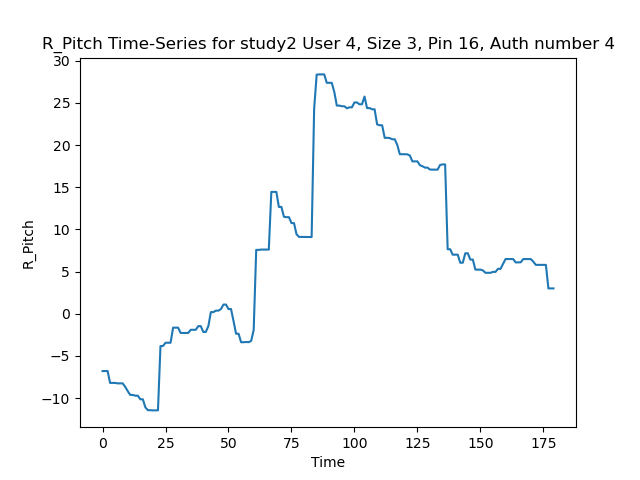 R_Pitch Time-Series for study2 User 4, Size 3, Pin 16, Auth number 4
30
25
20
15
10
5
0
−5
−10
R_Pitch
0 25 50 75 100 125 150 175
Time